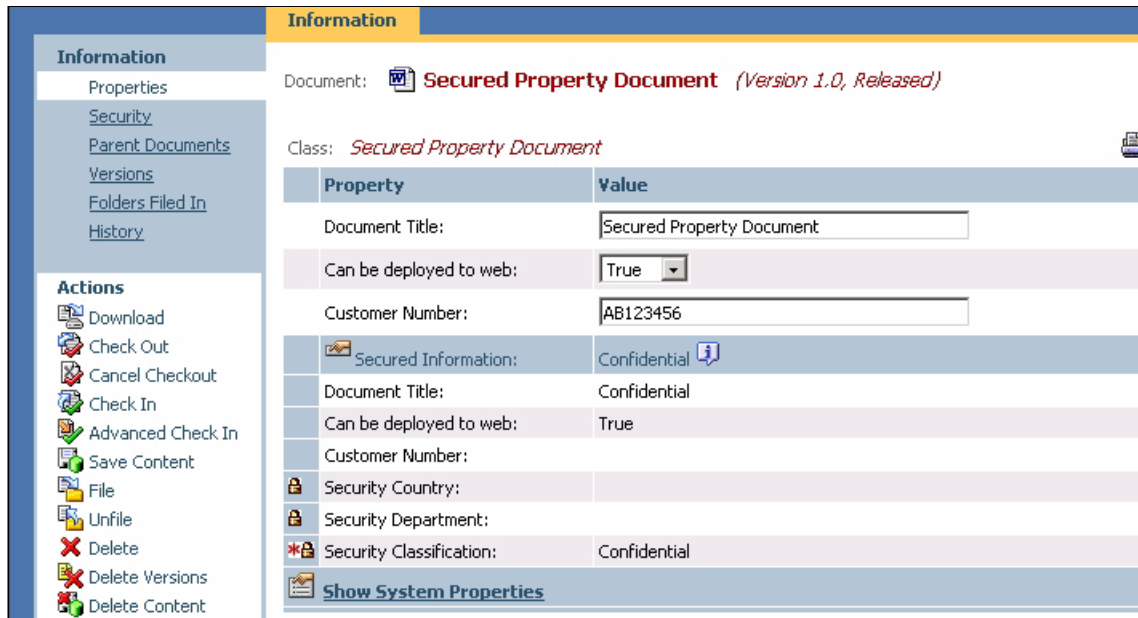 Information
Information
Properties
Security
Parent Documents
Versions
Folders Filed In
History
Actions
Download
Check Out
Cancel Checkout
Check In
Advanced Check In
Save Content
File
Unfile
Delete
Delete Versions
Delete Content
Document: Secured Property Document (Version 1.0, Released)
Class: Secured Property Document
Property Value
Document Title: Secured Property Document
Can be deployed to web: True
Customer Number: AB123456
Secured Information: Confidential
Document Title: Confidential
Can be deployed to web: True
Customer Number:
Security Country:
Security Department:
Security Classification: Confidential
Show System Properties